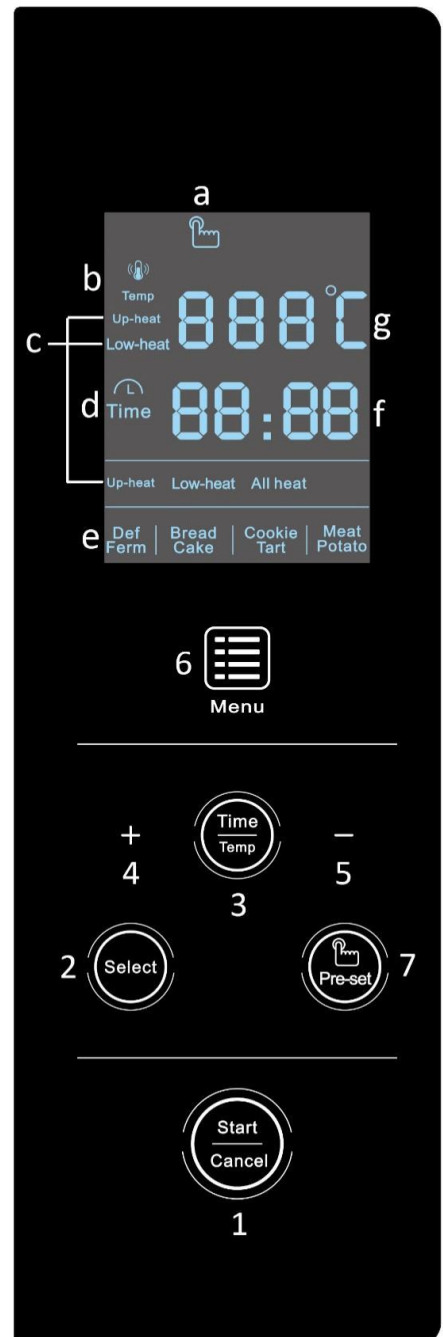 a
b
Temp
Up-heat
Low-heat
c
888°C
g
d
Time
88:88
f
Up-heat Low-heat All heat
e
Def Ferm | Bread Cake | Cookie Tart | Meat Potato
6
Menu
+
4
Time
Temp
3
−
5
2
Select
Pre-set
7
Start
Cancel
1